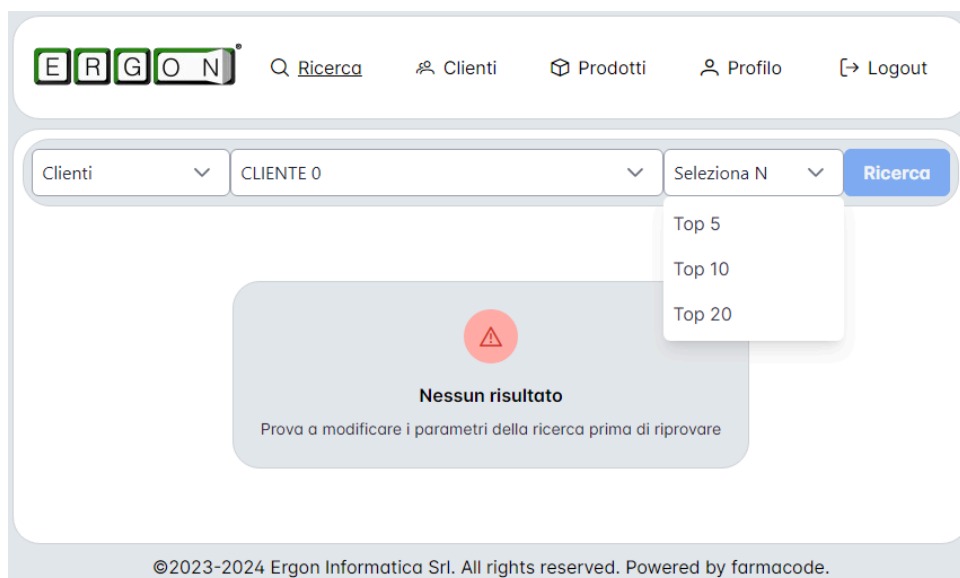 ERGON®
Ricerca
Clienti
Prodotti
Profilo
Logout
Clienti
CLIENTE 0
Seleziona N
Ricerca
Top 5
Top 10
Top 20
Nessun risultato
Prova a modificare i parametri della ricerca prima di riprovare
©2023-2024 Ergon Informatica Srl. All rights reserved. Powered by farmacode.